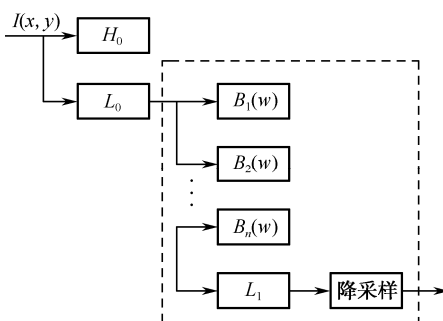 I(x, y)
H₀
L₀
B₁(w)
B₂(w)
Bₙ(w)
L₁
降采样